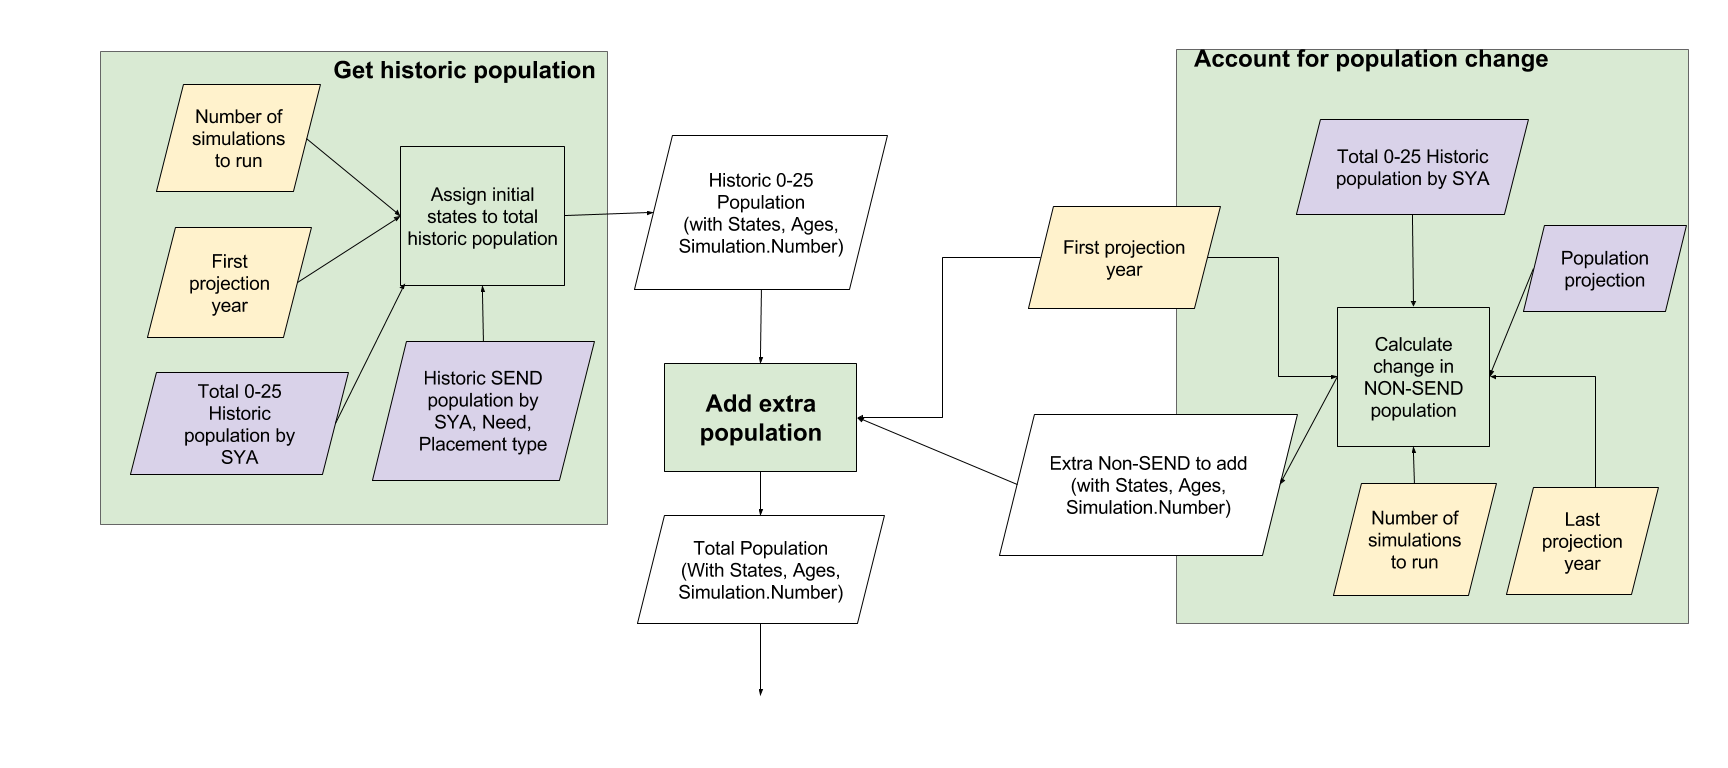 Get historic population
Number of
simulations
to run
First
projection
year
Total 0-25
Historic
population by
SYA
Historic SEND
population by
SYA, Need,
Placement type
Assign initial
states to total
historic population
Historic 0-25
Population
(with States, Ages,
Simulation.Number)
Add extra
population
Total Population
(With States, Ages,
Simulation.Number)
First projection
year
Extra Non-SEND to add
(with States, Ages,
Simulation.Number)
Account for population change
Total 0-25 Historic
population by SYA
Population
projection
Calculate
change in
NON-SEND
population
Number of
simulations
to run
Last
projection
year